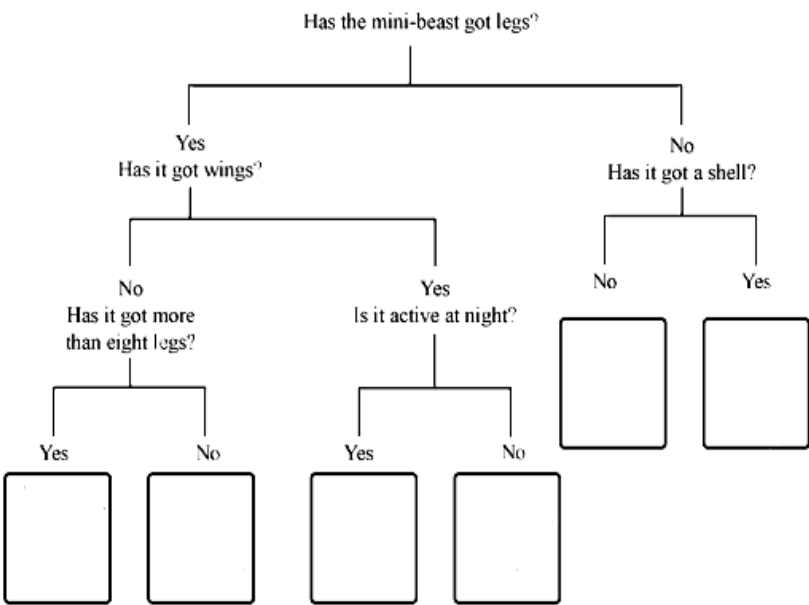 Has the mini-beast got legs?
Yes
Has it got wings?
No
Has it got a shell?
No
Has it got more
than eight legs?
Yes
Is it active at night?
No
Yes
Yes
No
Yes
No